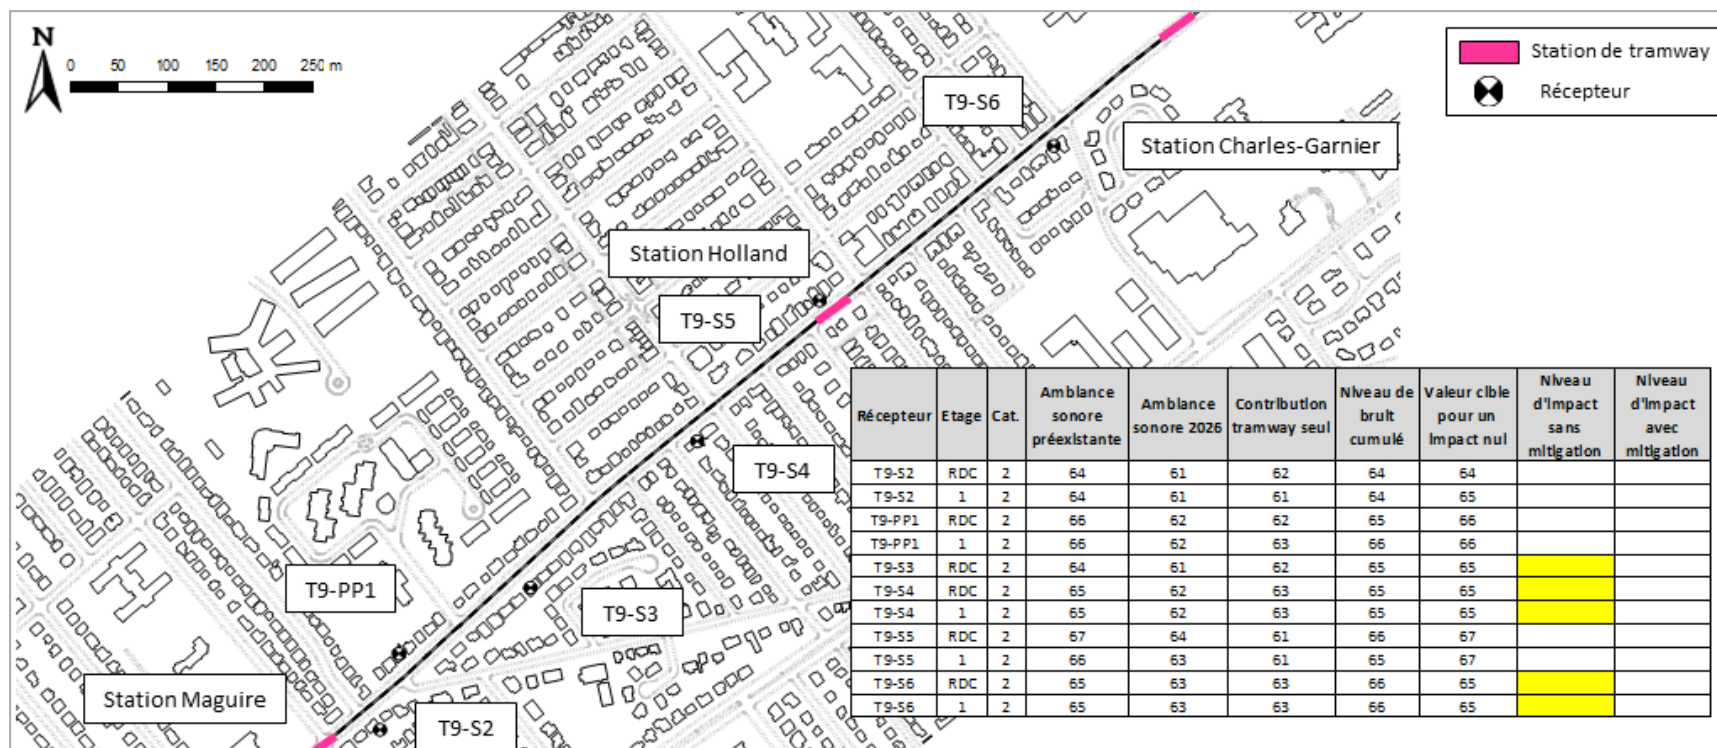 N
0 50 100 150 200 250 m
Station de tramway
Récepteur
T9-S6
Station Charles-Garnier
Station Holland
T9-S5
T9-S4
T9-PP1
T9-S3
Station Maguire
T9-S2
Récepteur Etage Cat. Ambiance sonore préexistante Ambiance sonore 2026 Contribution tramway seul Niveau de bruit cumulé Valeur cible pour un impact nul Niveau d'impact sans mitigation Niveau d'impact avec mitigation
T9-S2 RDC 2 64 61 62 64 64
T9-S2 1 2 64 61 61 64 65
T9-PP1 RDC 2 66 62 62 65 66
T9-PP1 1 2 66 62 63 66 66
T9-S3 RDC 2 64 61 62 65 65
T9-S4 RDC 2 65 62 63 65 65
T9-S4 1 2 65 62 63 65 65
T9-S5 RDC 2 67 64 61 66 67
T9-S5 1 2 66 63 61 65 67
T9-S6 RDC 2 65 63 63 66 65
T9-S6 1 2 65 63 63 66 65